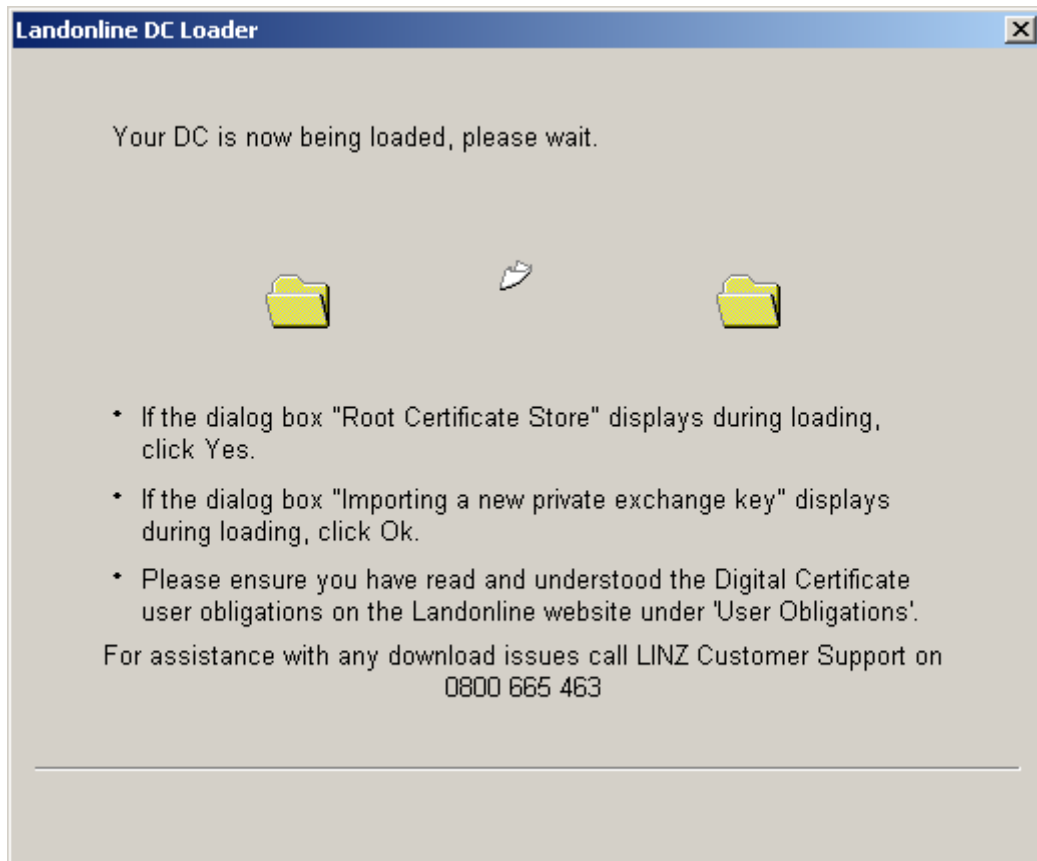 Landonline DC Loader
Your DC is now being loaded, please wait.
• If the dialog box "Root Certificate Store" displays during loading,
click Yes.
• If the dialog box "Importing a new private exchange key" displays
during loading, click Ok.
• Please ensure you have read and understood the Digital Certificate
user obligations on the Landonline website under 'User Obligations'.
For assistance with any download issues call LINZ Customer Support on
0800 665 463